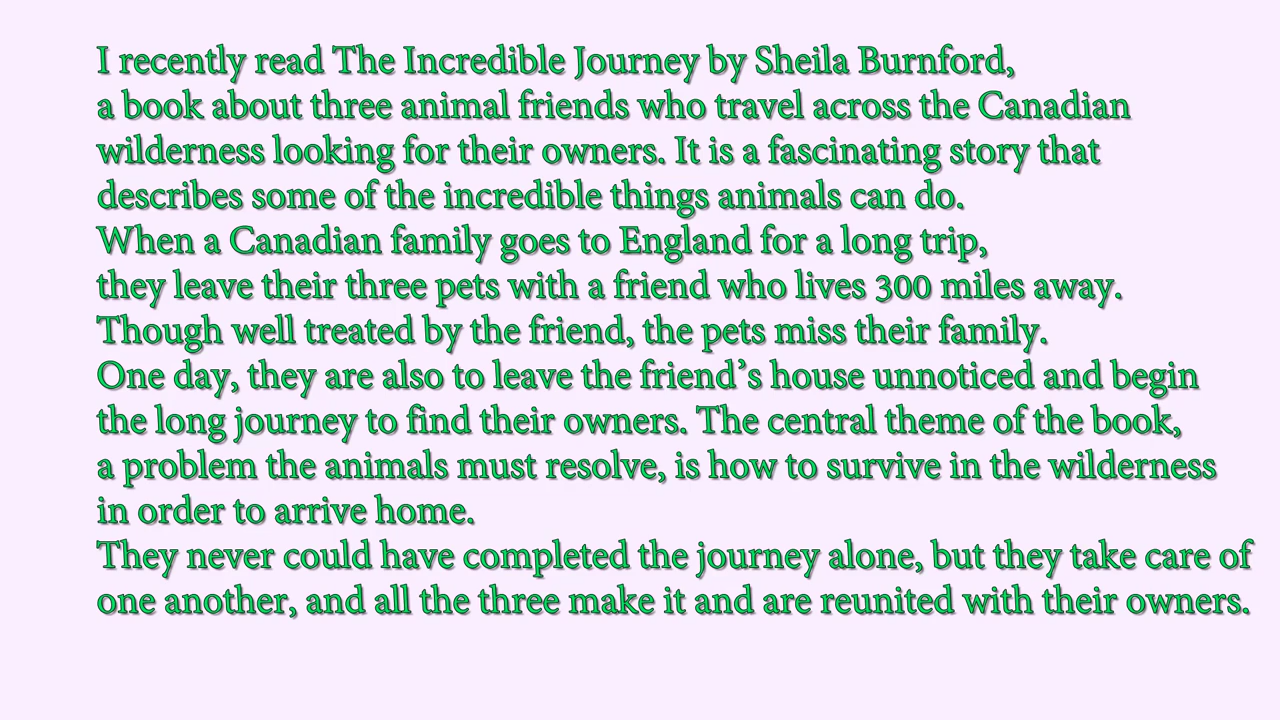 I recently read The Incredible Journey by Sheila Burnford,
a book about three animal friends who travel across the Canadian
wilderness looking for their owners. It is a fascinating story that
describes some of the incredible things animals can do.
When a Canadian family goes to England for a long trip,
they leave their three pets with a friend who lives 300 miles away.
Though well treated by the friend, the pets miss their family.
One day, they are also to leave the friend’s house unnoticed and begin
the long journey to find their owners. The central theme of the book,
a problem the animals must resolve, is how to survive in the wilderness
in order to arrive home.
They never could have completed the journey alone, but they take care of
one another, and all the three make it and are reunited with their owners.